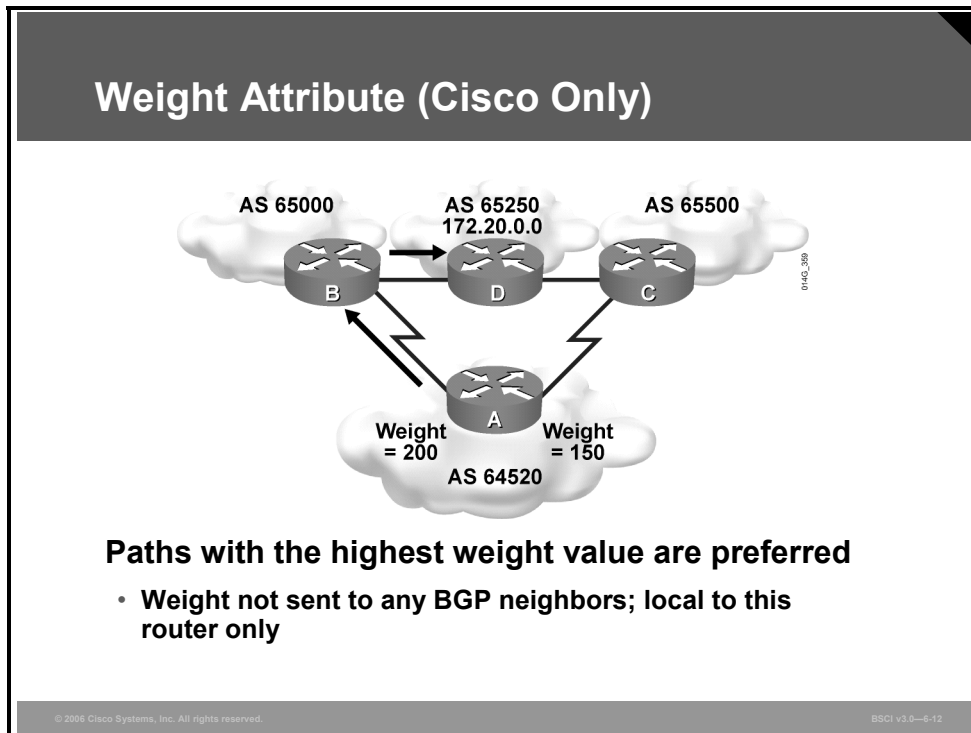 Weight Attribute (Cisco Only)
AS 65000
AS 65250
172.20.0.0
AS 65500
014G_359
B
D
C
A
Weight
= 200
Weight
= 150
AS 64520
Paths with the highest weight value are preferred
• Weight not sent to any BGP neighbors; local to this
router only
© 2006 Cisco Systems, Inc. All rights reserved.
BSCI v3.0—6-12